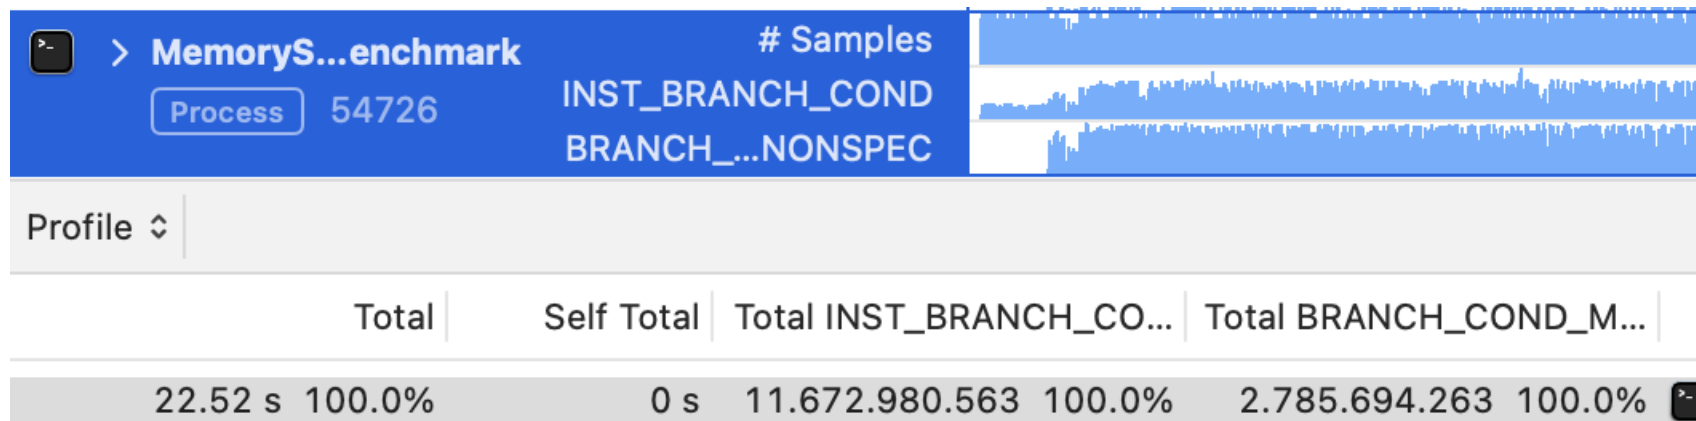 MemoryS...enchmark
Process 54726
# Samples
INST_BRANCH_COND
BRANCH_...NONSPEC
Profile
Total Self Total Total INST_BRANCH_CO... Total BRANCH_COND_M...
22.52 s 100.0% 0 s 11.672.980.563 100.0% 2.785.694.263 100.0%